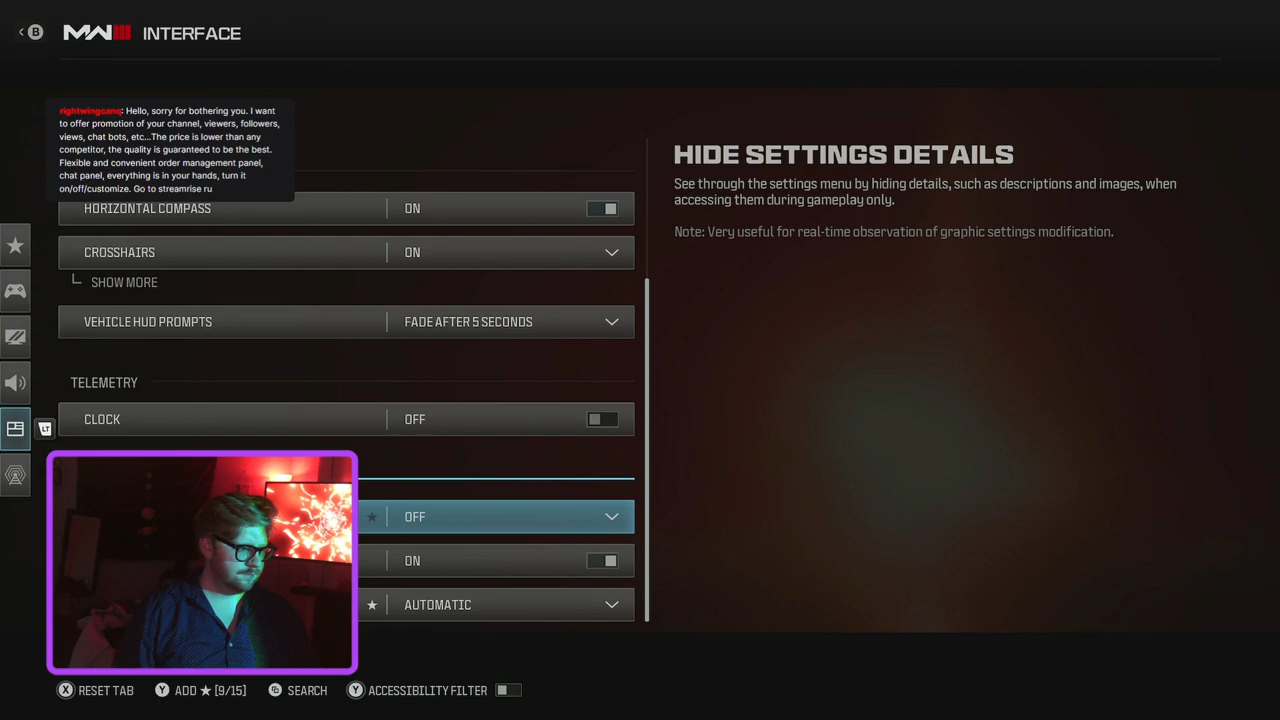 B MWIII INTERFACE
rightwingcang: Hello, sorry for bothering you. I want
to offer promotion of your channel, viewers, followers,
views, chat bots, etc...The price is lower than any
competitor, the quality is guaranteed to be the best.
Flexible and convenient order management panel,
chat panel, everything is in your hands, turn it
on/off/customize. Go to streamrise ru
HORIZONTAL COMPASS ON
CROSSHAIRS ON
SHOW MORE
VEHICLE HUD PROMPTS FADE AFTER 5 SECONDS
TELEMETRY
CLOCK OFF
LT
OFF
ON
AUTOMATIC
HIDE SETTINGS DETAILS
See through the settings menu by hiding details, such as descriptions and images, when
accessing them during gameplay only.
Note: Very useful for real-time observation of graphic settings modification.
X RESET TAB Y ADD ★ [9/15] SEARCH Y ACCESSIBILITY FILTER